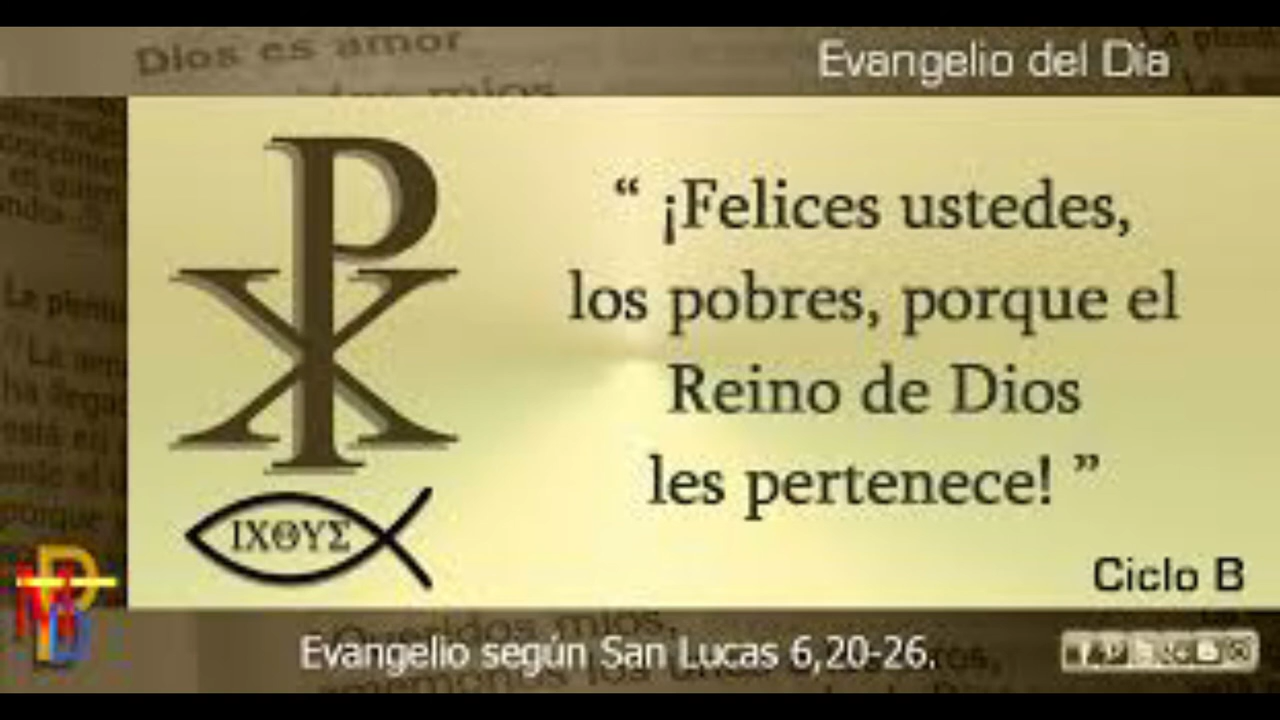 Dios es amor
Evangelio del Día
“ ¡Felices ustedes,
los pobres, porque el
Reino de Dios
les pertenece! ”
ΙΧΘΥΣ
Ciclo B
Evangelio según San Lucas 6,20-26.